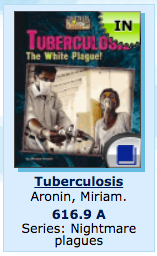 IN
TUBERCULOSIS
The White Plague!
Tuberculosis
Aronin, Miriam.
616.9 A
Series: Nightmare
plagues